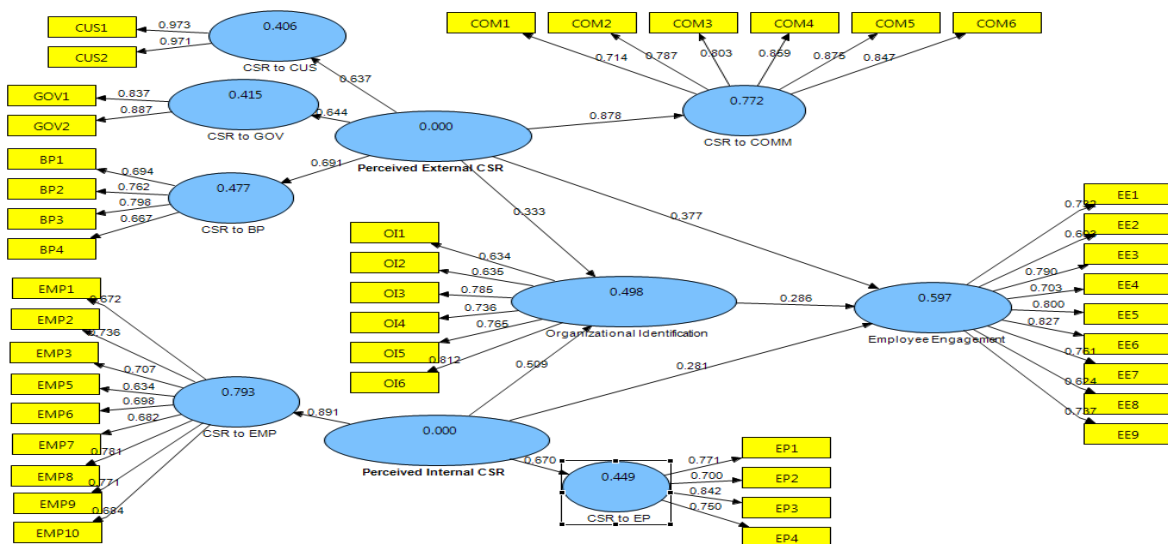 CUS1
CUS2
0.973
0.971
0.406
CSR to CUS
0.637
GOV1
GOV2
0.837
0.887
0.415
CSR to GOV
0.644
BP1
BP2
BP3
BP4
0.694
0.762
0.798
0.667
0.477
CSR to BP
0.691
0.000
Perceived External CSR
COM1
COM2
COM3
COM4
COM5
COM6
0.714
0.787
0.803
0.859
0.875
0.847
0.772
CSR to COMM
0.878
0.333
0.377
OI1
OI2
OI3
OI4
OI5
OI6
0.634
0.635
0.785
0.736
0.765
0.812
0.498
Organizational Identification
0.286
0.597
Employee Engagement
EE1
EE2
EE3
EE4
EE5
EE6
EE7
EE8
EE9
0.790
0.703
0.800
0.827
0.761
0.624
0.737
EMP1
EMP2
EMP3
EMP5
EMP6
EMP7
EMP8
EMP9
EMP10
0.672
0.736
0.707
0.634
0.698
0.682
0.781
0.771
0.684
0.793
CSR to EMP
0.891
0.000
Perceived Internal CSR
0.509
0.281
0.670
0.449
CSR to EP
EP1
EP2
EP3
EP4
0.771
0.700
0.842
0.750